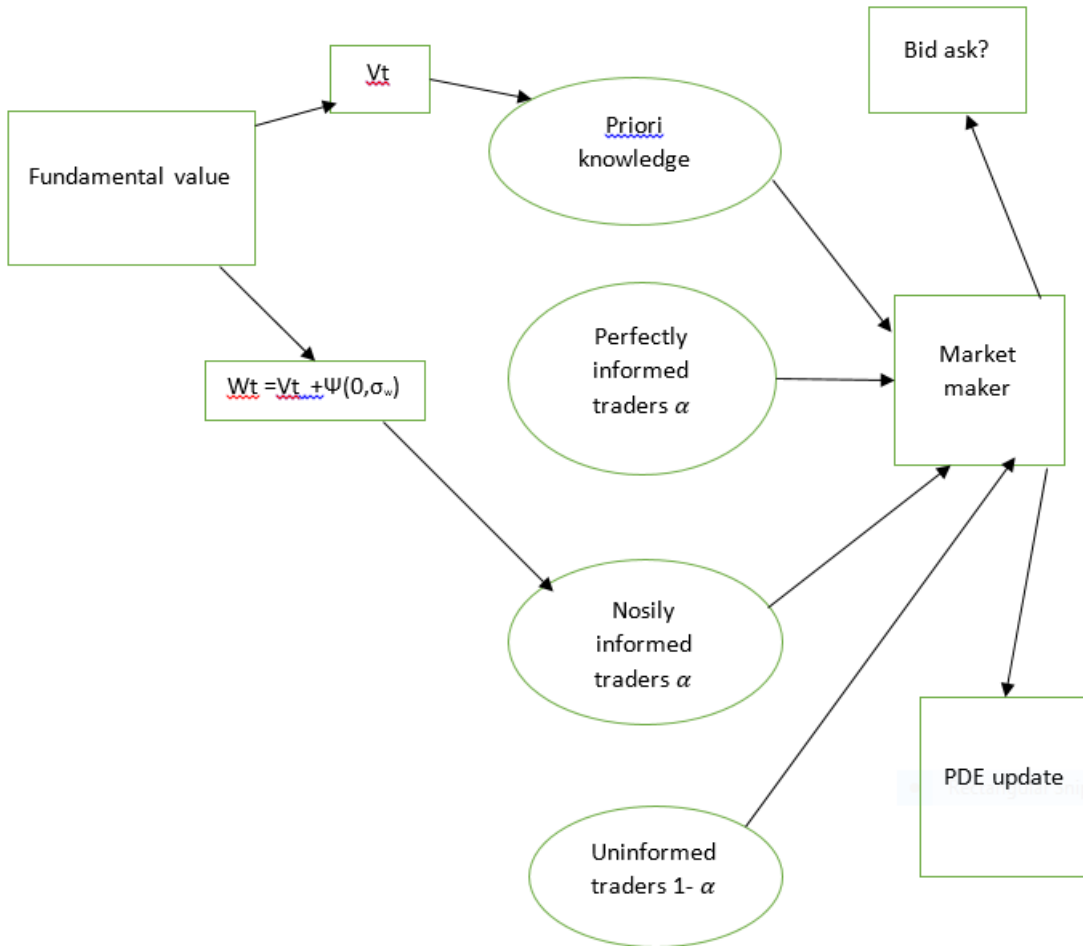 Bid ask?
Vt
Priori
knowledge
Fundamental value
Perfectly
informed
traders α
Market
maker
Wt =Vt +Ψ(0,σw)
Nosily
informed
traders α
PDE update
Uninformed
traders 1- α